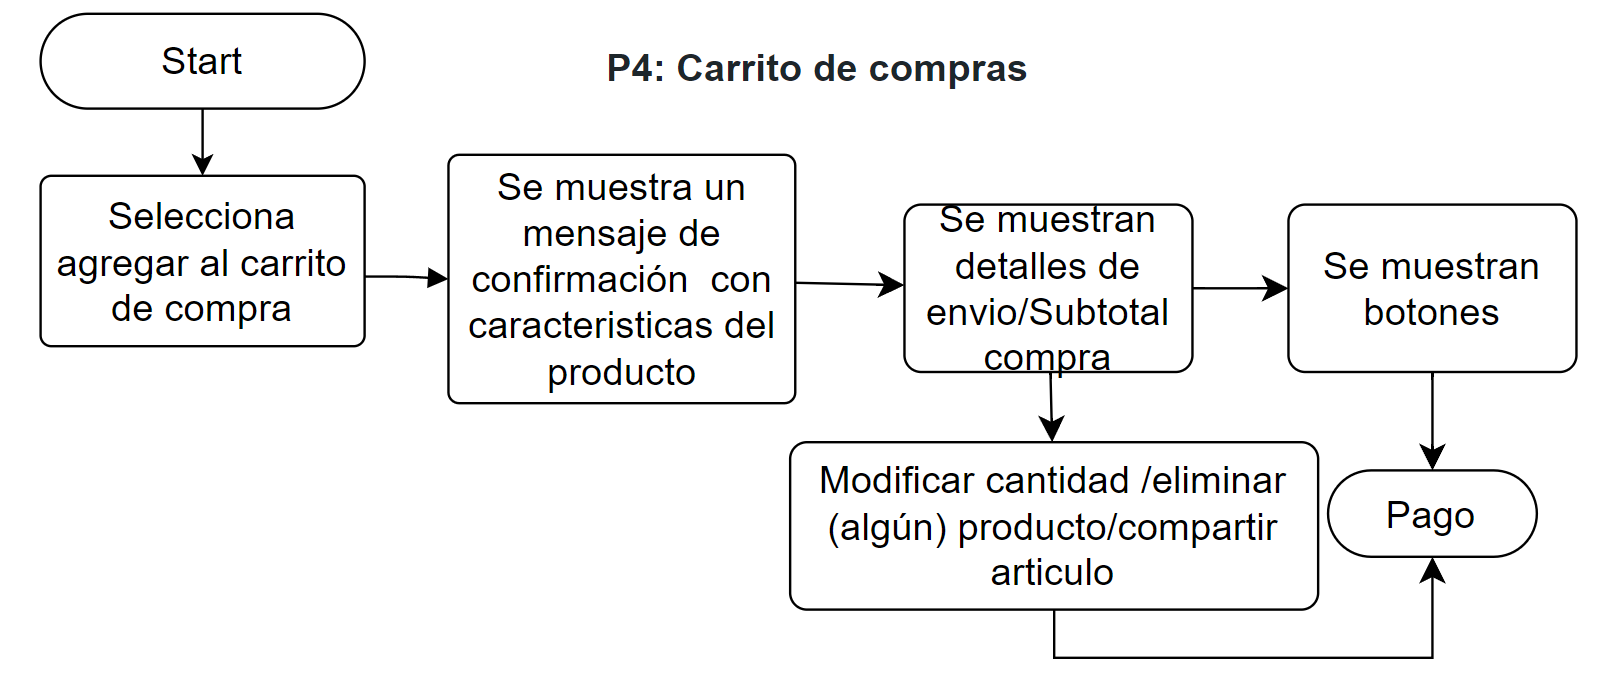 Start
P4: Carrito de compras
Selecciona
agregar al carrito
de compra
Se muestra un
mensaje de
confirmación  con
caracteristicas del
producto
Se muestran
detalles de
envio/Subtotal
compra
Se muestran
botones
Modificar cantidad /eliminar
(algún) producto/compartir
articulo
Pago